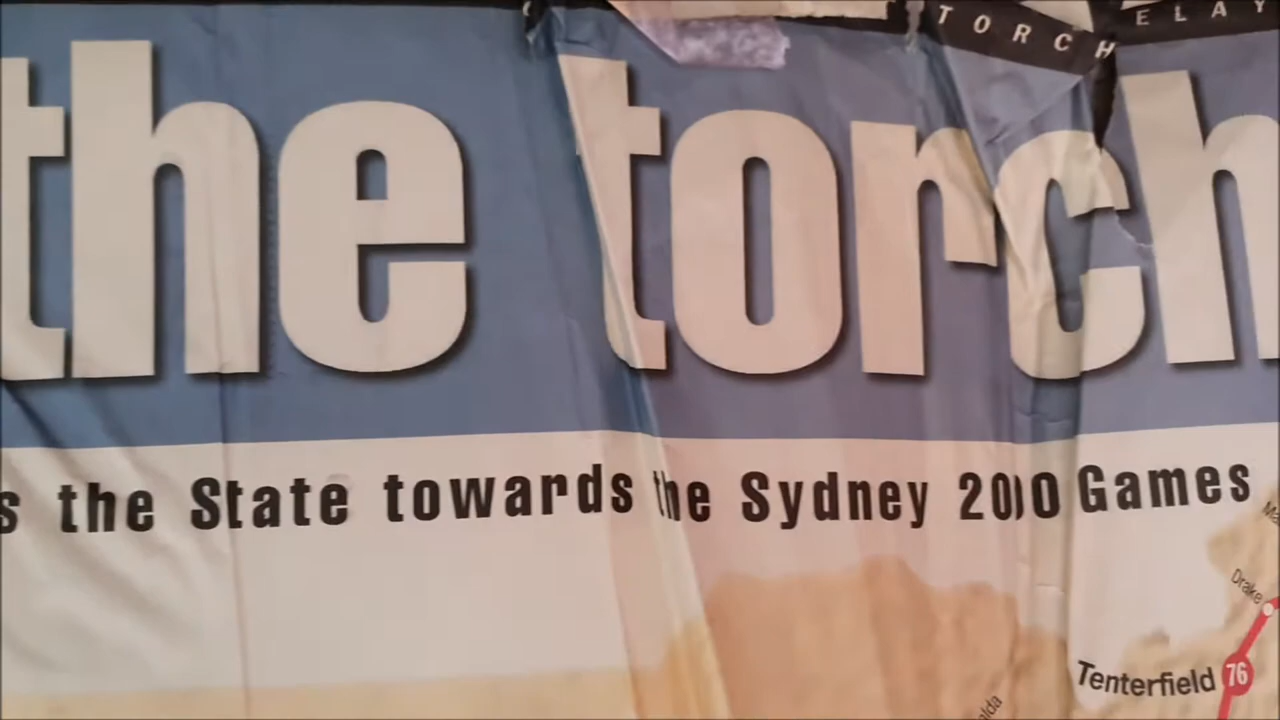 TORCH ELAY
the torch
s the State towards the Sydney 2000 Games
Drake
Tenterfield 76